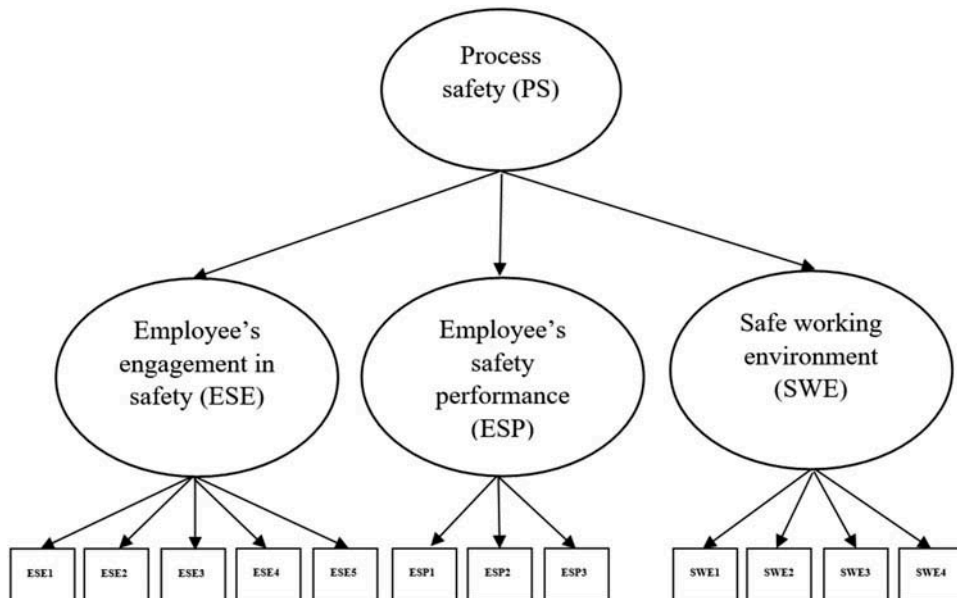 Process
safety (PS)
Employee’s
engagement in
safety (ESE)
Employee’s
safety
performance
(ESP)
Safe working
environment
(SWE)
ESE1
ESE2
ESE3
ESE4
ESE5
ESP1
ESP2
ESP3
SWE1
SWE2
SWE3
SWE4